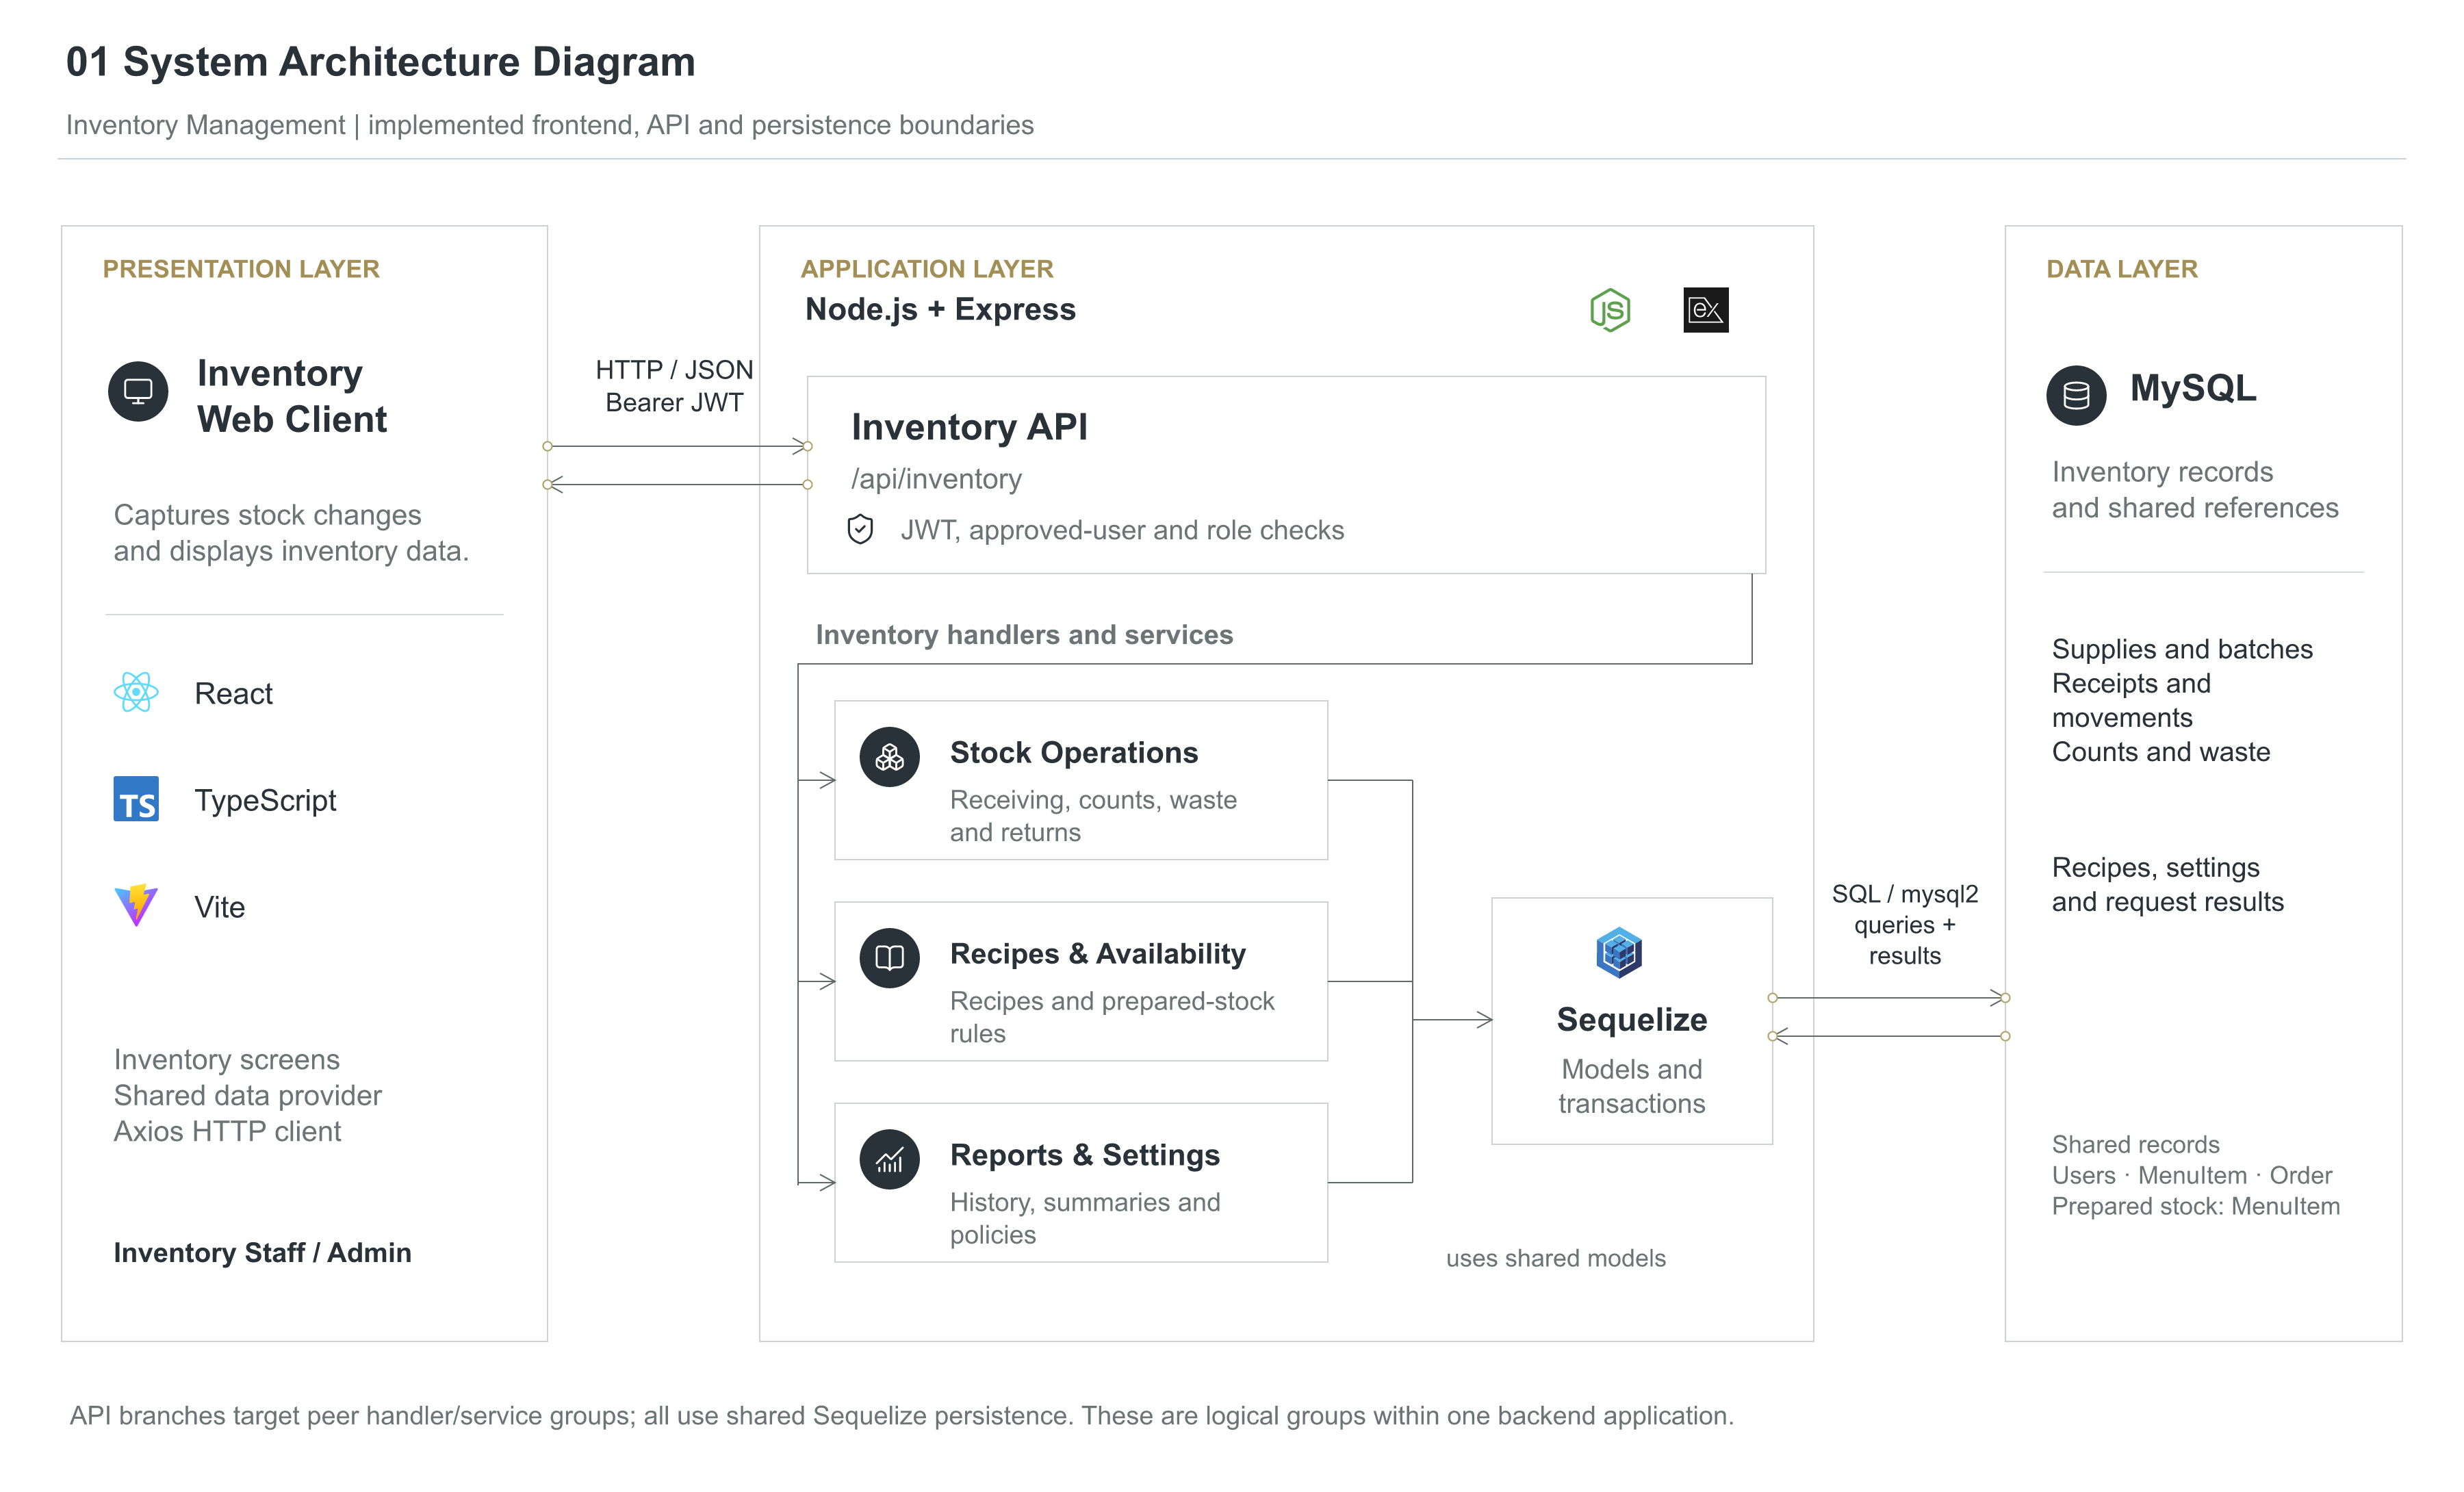 01 System Architecture Diagram
Inventory Management | implemented frontend, API and persistence boundaries
PRESENTATION LAYER
Inventory
Web Client
Captures stock changes
and displays inventory data.
React
TS
TypeScript
Vite
Inventory screens
Shared data provider
Axios HTTP client
Inventory Staff / Admin
HTTP / JSON
Bearer JWT
APPLICATION LAYER
Node.js + Express
JS
ex
Inventory API
/api/inventory
JWT, approved-user and role checks
Inventory handlers and services
Stock Operations
Receiving, counts, waste
and returns
Recipes & Availability
Recipes and prepared-stock
rules
Reports & Settings
History, summaries and
policies
Sequelize
Models and
transactions
uses shared models
SQL / mysql2
queries +
results
DATA LAYER
MySQL
Inventory records
and shared references
Supplies and batches
Receipts and
movements
Counts and waste
Recipes, settings
and request results
Shared records
Users · MenuItem · Order
Prepared stock: MenuItem
API branches target peer handler/service groups; all use shared Sequelize persistence. These are logical groups within one backend application.